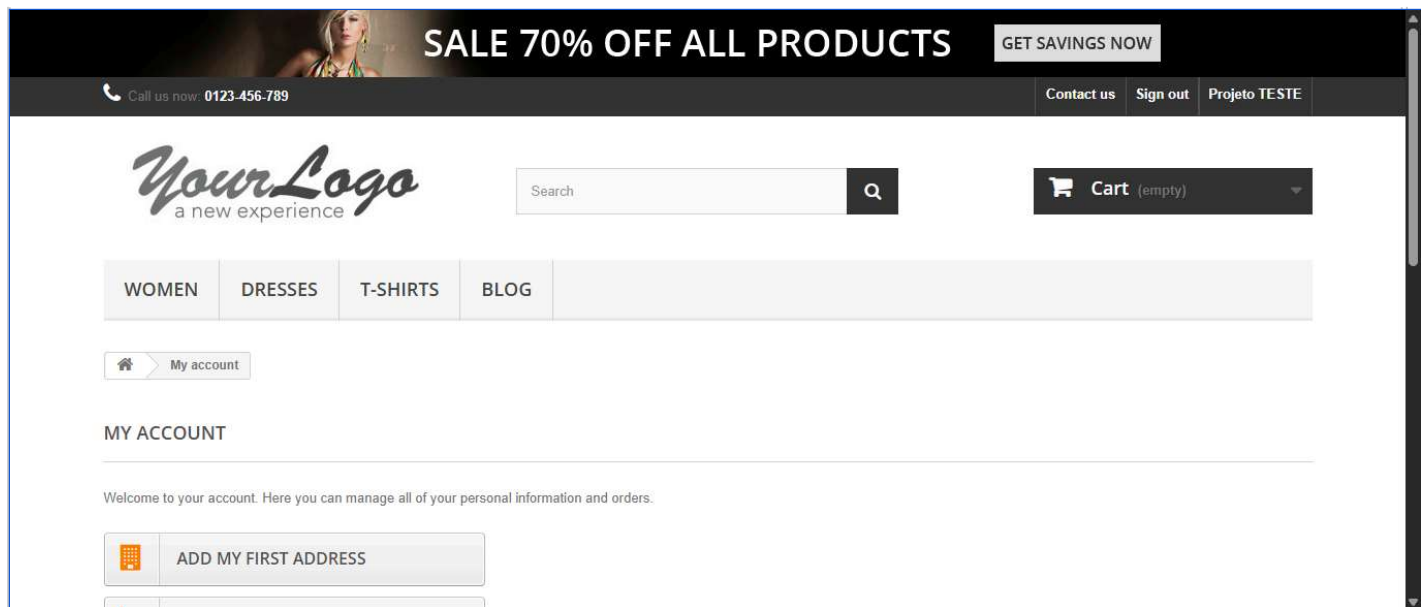 SALE 70% OFF ALL PRODUCTS GET SAVINGS NOW
Call us now: 0123-456-789 Contact us Sign out Projeto TESTE
YourLogo
a new experience
Search
Cart (empty)
WOMEN DRESSES T-SHIRTS BLOG
My account
MY ACCOUNT
Welcome to your account. Here you can manage all of your personal information and orders.
ADD MY FIRST ADDRESS